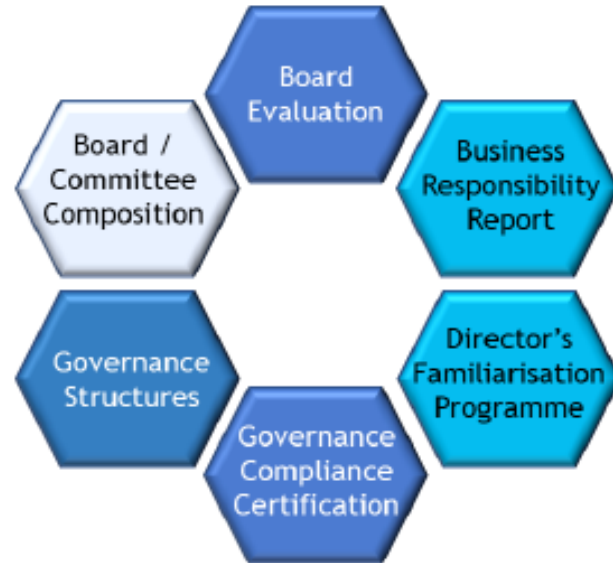 Board
Evaluation
Board /
Committee
Composition
Business
Responsibility
Report
Governance
Structures
Director's
Familiarisation
Programme
Governance
Compliance
Certification